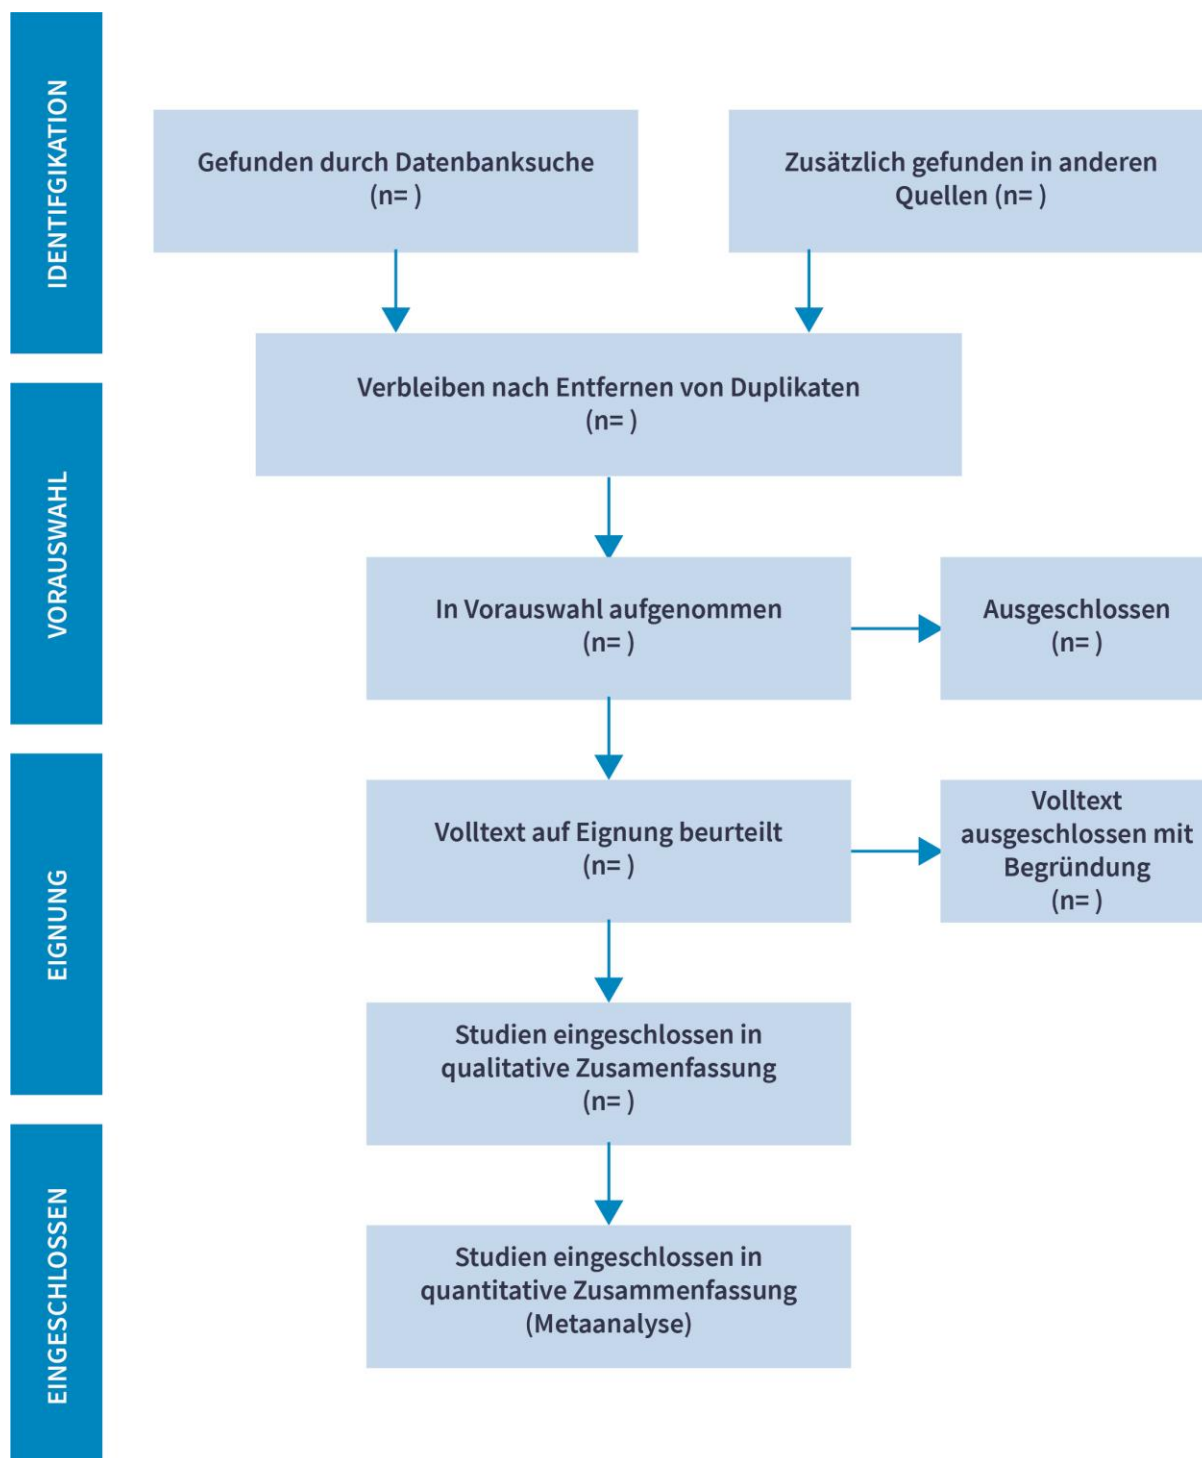 IDENTIFGIKATION
Gefunden durch Datenbanksuche
(n= )
Zusätzlich gefunden in anderen
Quellen (n= )
Verbleiben nach Entfernen von Duplikaten
(n= )
VORAUSWAHL
In Vorauswahl aufgenommen
(n= )
Ausgeschlossen
(n= )
EIGNUNG
Volltext auf Eignung beurteilt
(n= )
Volltext
ausgeschlossen mit
Begründung
(n= )
Studien eingeschlossen in
qualitative Zusamenfassung
(n= )
EINGESCHLOSSEN
Studien eingeschlossen in
quantitative Zusammenfassung
(Metaanalyse)